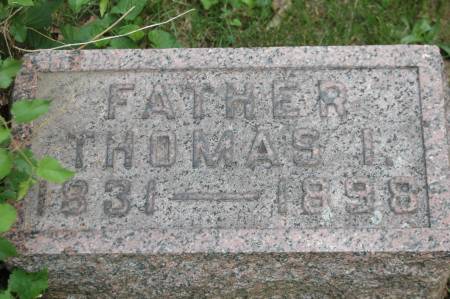 FATHER
THOMAS I.
1831 — 1898